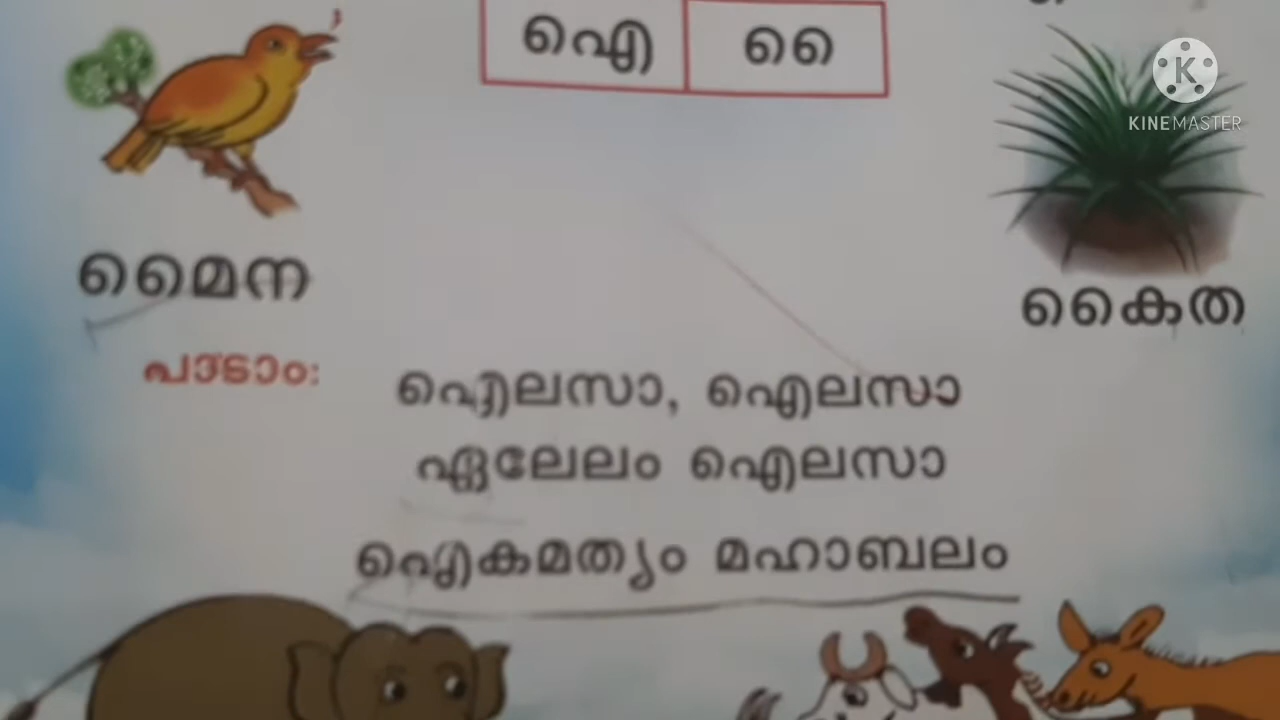 ഐ ൈ
KINEMASTER
മൈന
കൈത
പാടാം:
ഐലസാ, ഐലസാ
ഏലേലം ഐലസാ
ഐകമത്യം മഹാബലം